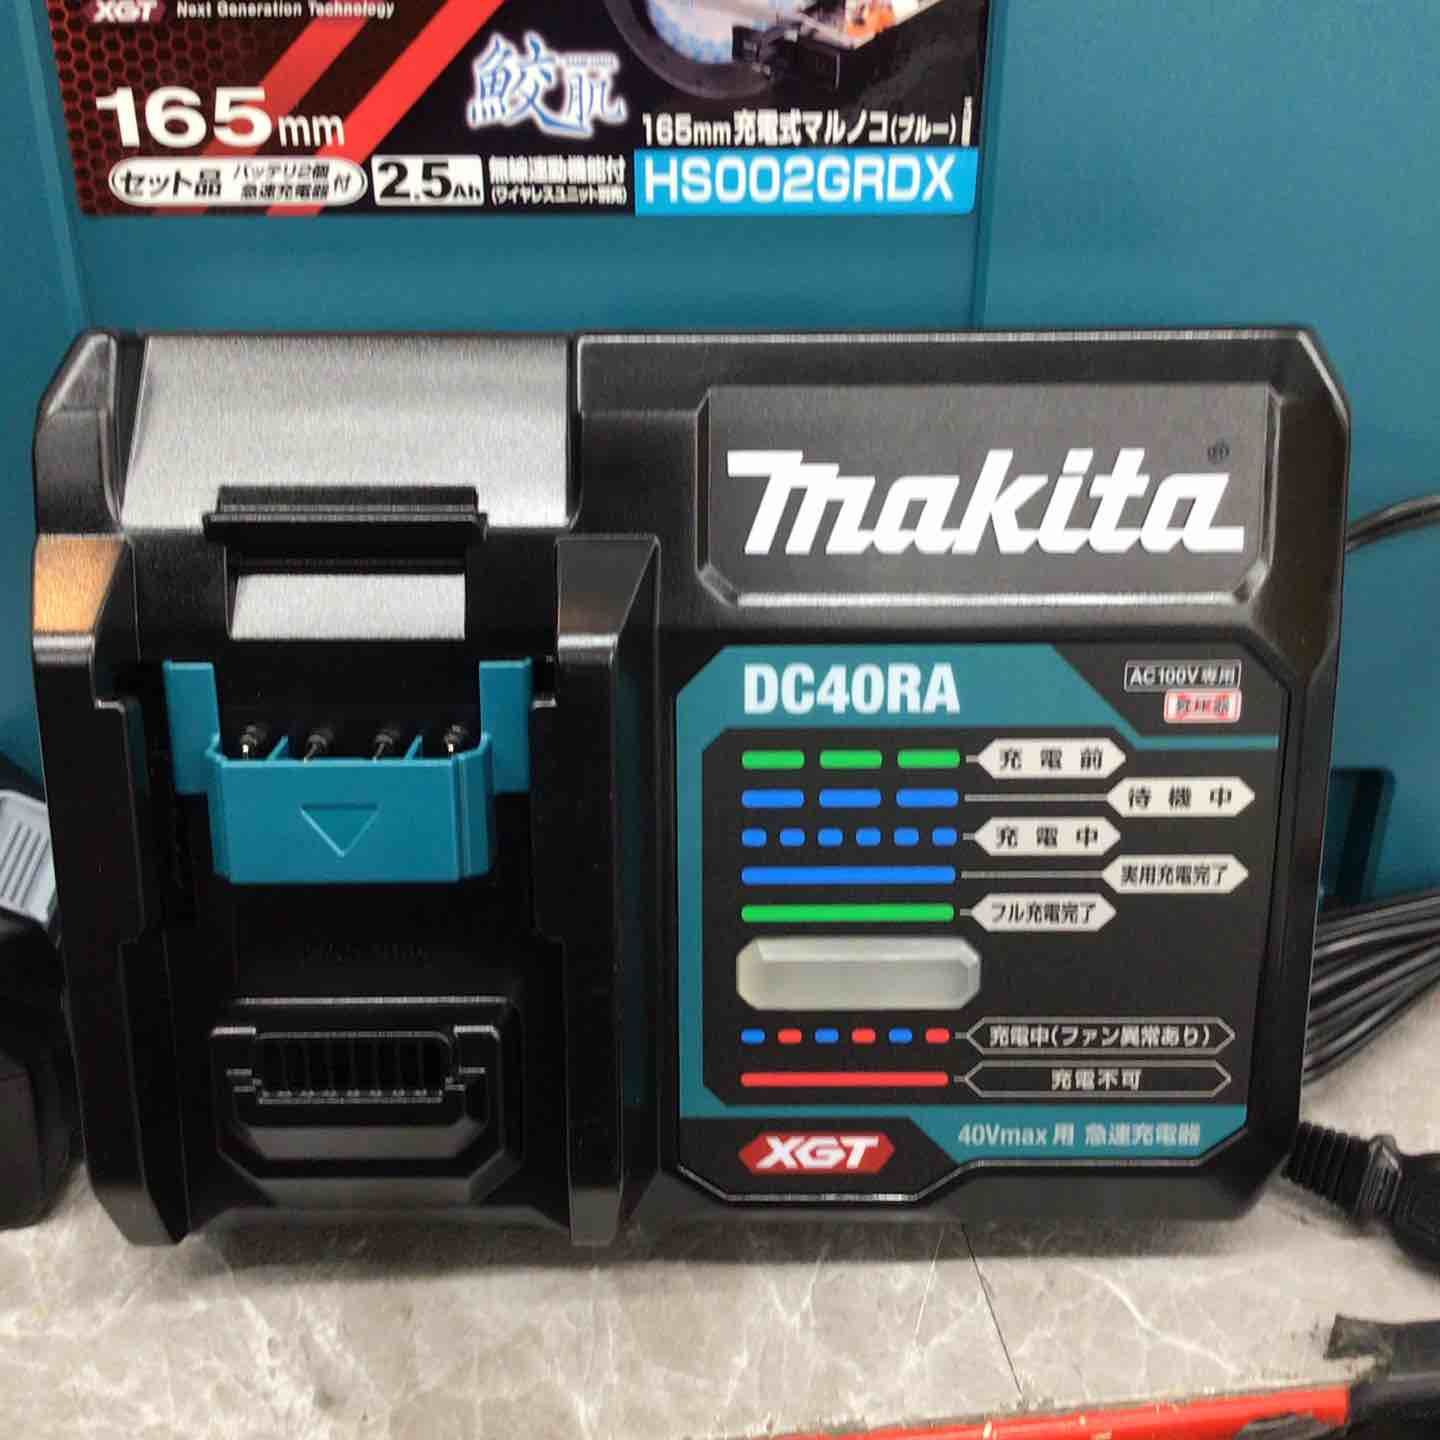 XGT Next Generation Technology
165mm
鮫肌
165mm充電式マルノコ(ブルー)
セット品 バッテリ2個 急速充電器 付
2.5Ah
無線連動機能付
(ワイヤレスユニット別売)
HS002GRDX
makita®
DC40RA
AC100V専用
昇圧器
充電前
待機中
充電中
実用充電完了
フル充電完了
充電中(ファン異常あり)
充電不可
XGT
40Vmax用 急速充電器